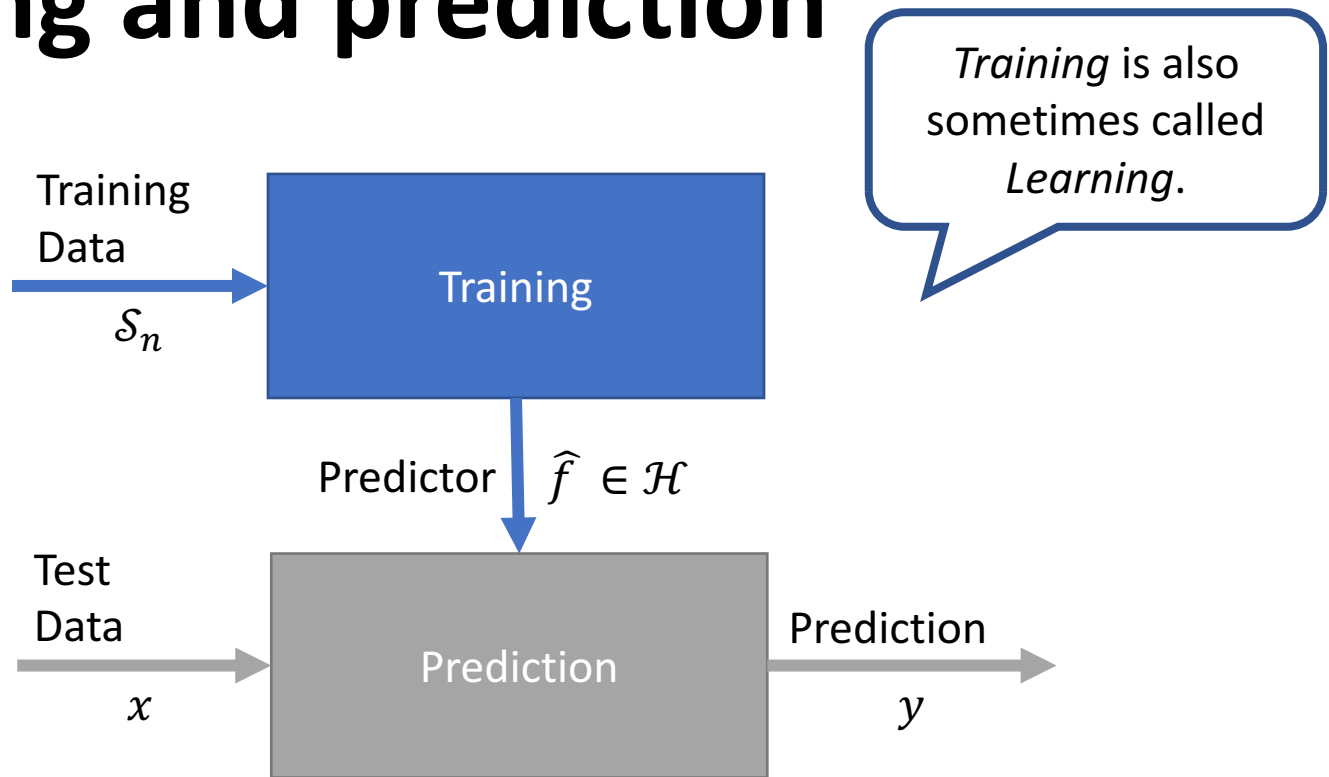 ng and prediction
Training is also
sometimes called
Learning.
Training
Data
𝒮ₙ
Training
Predictor f̂ ∈ ℋ
Test
Data
x
Prediction
Prediction
y